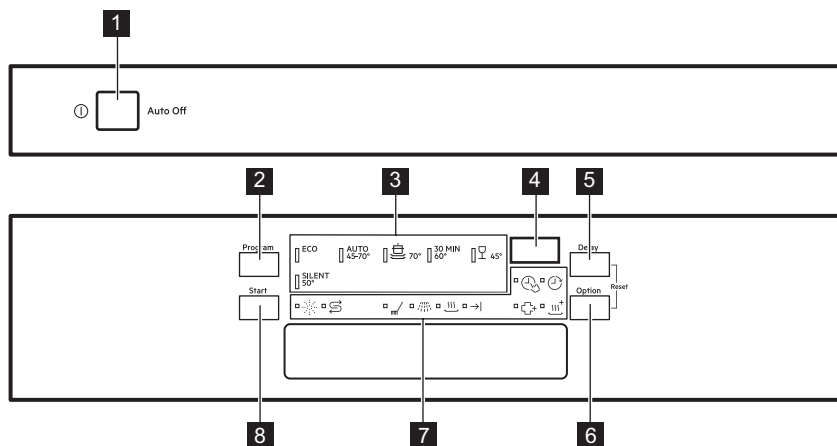 1
Auto Off
2
3
4
5
Program
ECO
AUTO
45-70°
70°
30 MIN
60°
45°
Delay
SILENT
50°
Start
Option
Reset
8
7
6